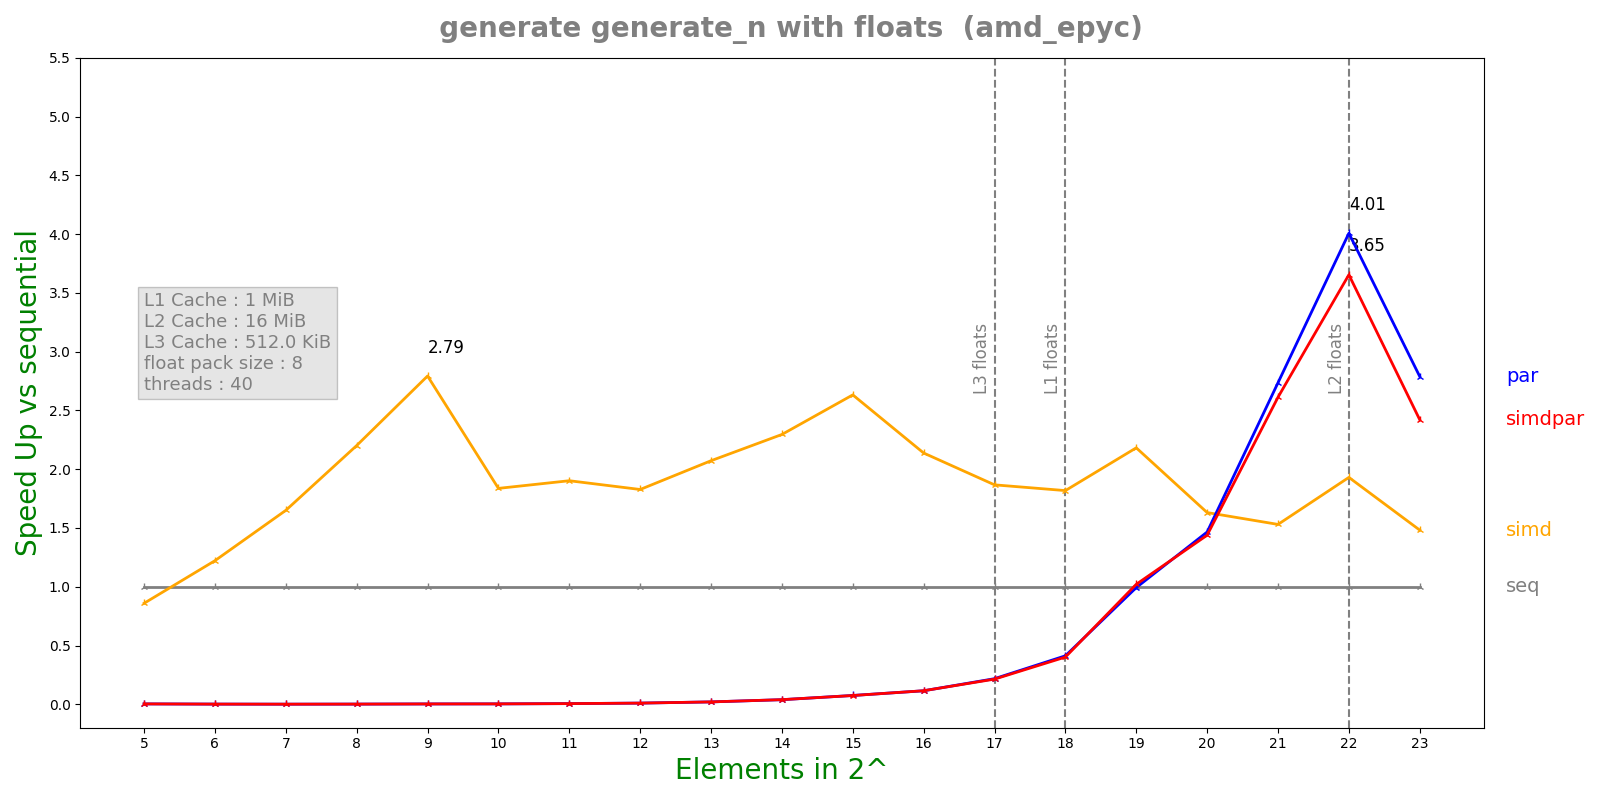 generate generate_n with floats (amd_epyc)
Speed Up vs sequential
5.5
5.0
4.5
4.0
3.5
3.0
2.5
2.0
1.5
1.0
0.5
0.0
L1 Cache : 1 MiB
L2 Cache : 16 MiB
L3 Cache : 512.0 KiB
float pack size : 8
threads : 40
2.79
4.01
3.65
L3 floats
L1 floats
L2 floats
par
simdpar
simd
seq
5 6 7 8 9 10 11 12 13 14 15 16 17 18 19 20 21 22 23
Elements in 2^